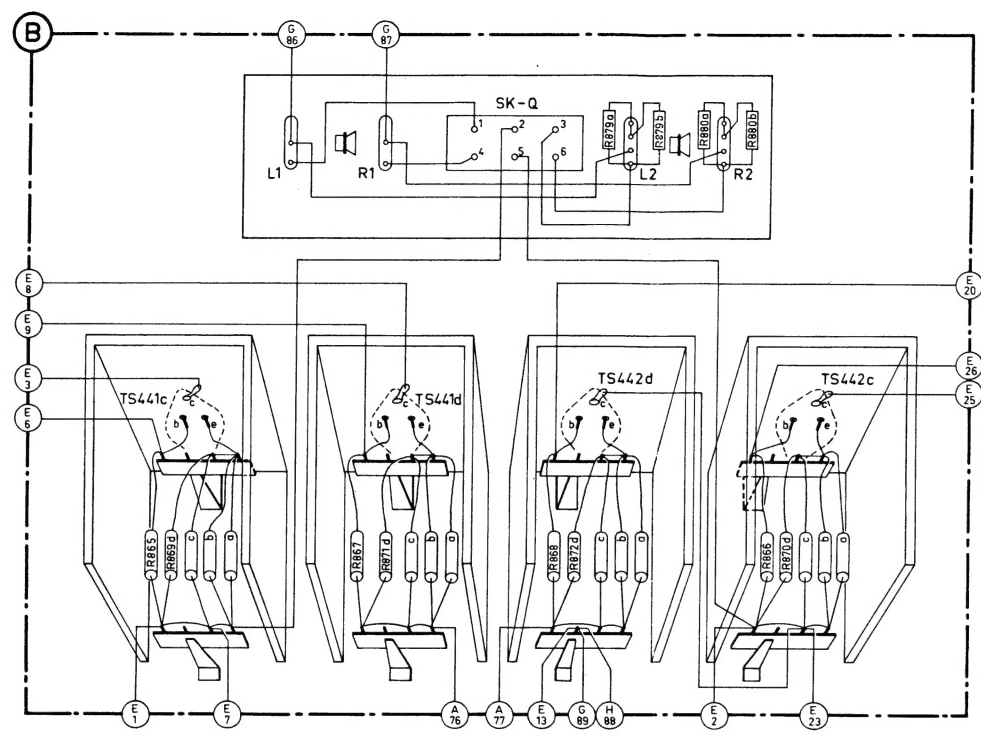 B
G 86
G 87
SK-Q
1 2 3
4 5 6
L1
R1
R879a
R879b
R880a
R880b
L2
R2
E 8
E 9
E 3
E 6
E 20
E 26
E 25
TS441c
c
b e
TS441d
c
b e
TS442d
c
b e
TS442c
c
b e
R865 R869d c b a
R867 R871d c b a
R868 R872d c b a
R866 R870d c b a
E 1
E 7
A 76
A 77
E 13
G 89
H 88
E 2
E 23